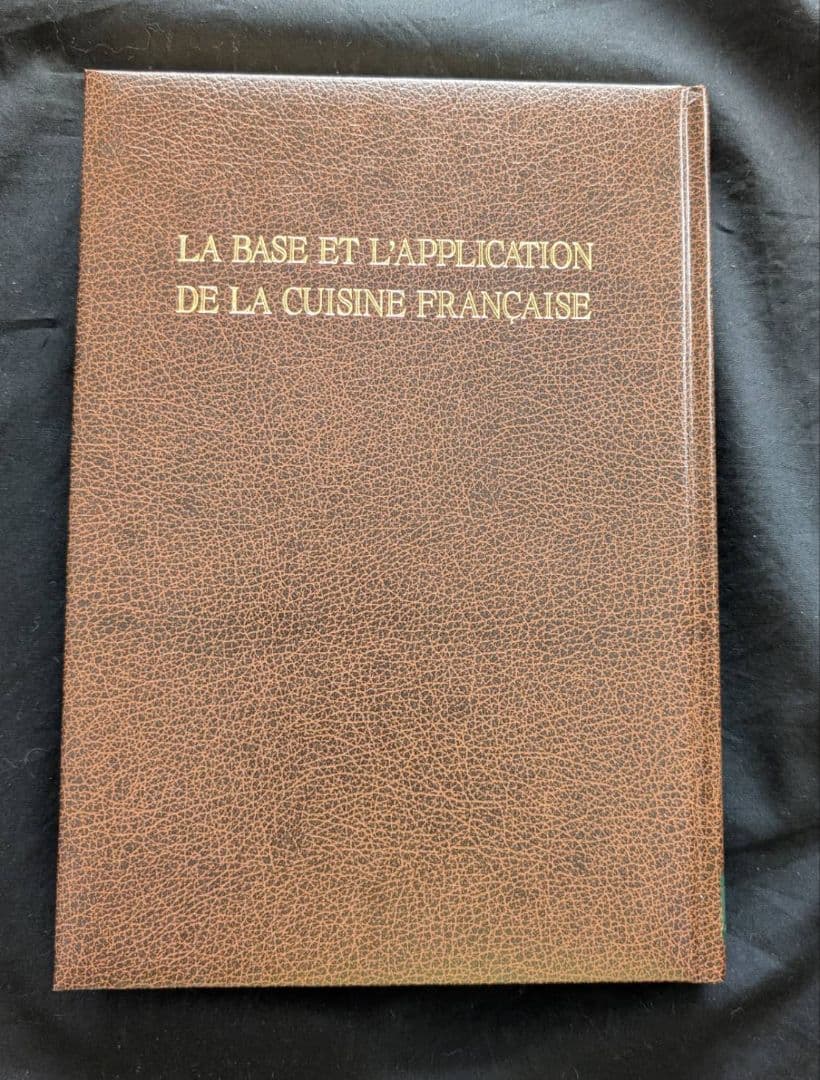 LA BASE ET L'APPLICATION
DE LA CUISINE FRANÇAISE